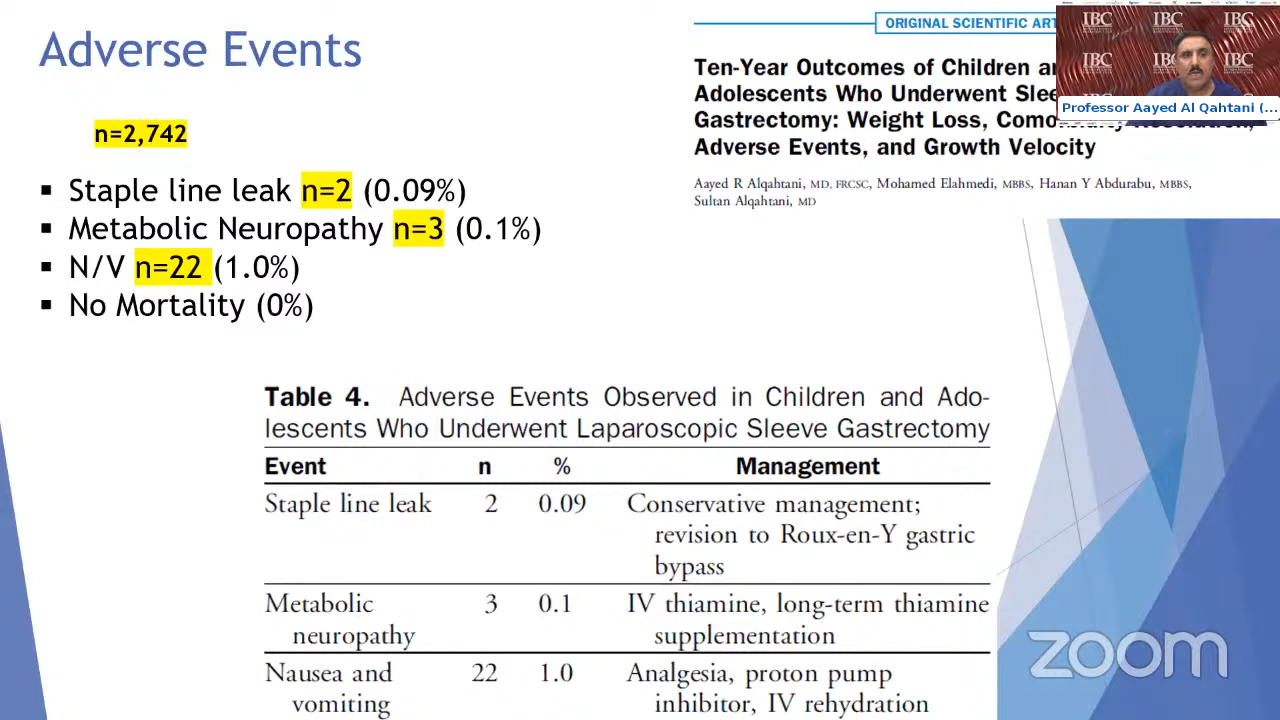 Adverse Events
n=2,742
▪ Staple line leak n=2 (0.09%)
▪ Metabolic Neuropathy n=3 (0.1%)
▪ N/V n=22 (1.0%)
▪ No Mortality (0%)
ORIGINAL SCIENTIFIC ART
Ten-Year Outcomes of Children an
Adolescents Who Underwent Slee
Gastrectomy: Weight Loss, Como
Adverse Events, and Growth Velocity
Aayed R Alqahtani, MD, FRCSC, Mohamed Elahmedi, MBBS, Hanan Y Abdurabu, MBBS,
Sultan Alqahtani, MD
IBC IBC IBC
IBC IBC IBC
Professor Aayed Al Qahtani (...
Table 4. Adverse Events Observed in Children and Ado-
lescents Who Underwent Laparoscopic Sleeve Gastrectomy
Event n % Management
Staple line leak 2 0.09 Conservative management;
revision to Roux-en-Y gastric
bypass
Metabolic 3 0.1 IV thiamine, long-term thiamine
neuropathy supplementation
Nausea and 22 1.0 Analgesia, proton pump
vomiting inhibitor, IV rehydration
zoom